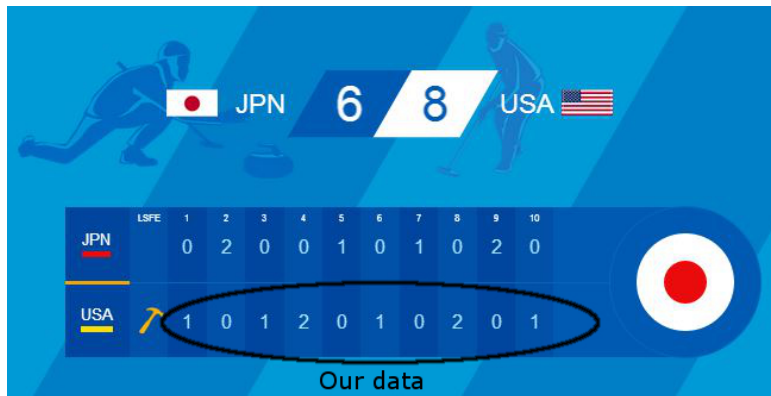 JPN 6 8 USA
LSFE 1 2 3 4 5 6 7 8 9 10
JPN 0 2 0 0 1 0 1 0 2 0
USA 1 0 1 2 0 1 0 2 0 1
Our data